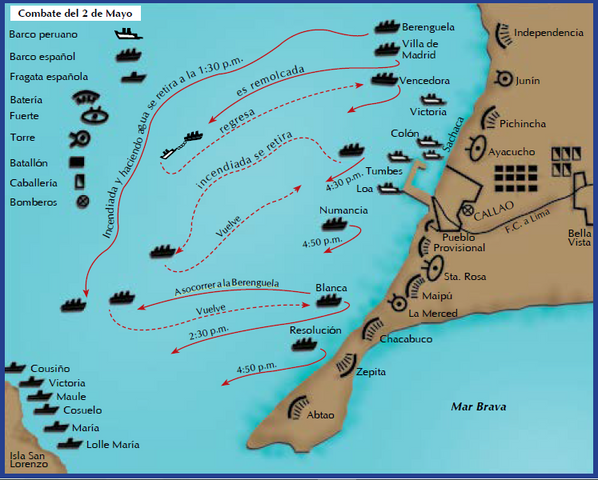 Combate del 2 de Mayo
Barco peruano
Barco español
Fragata española
Batería
Fuerte
Torre
Batallón
Caballería
Bomberos
Berenguela
Villa de
Madrid
Vencedora
Victoria
Colón
Sachaca
Tumbes
Loa
Numancia
4:50 p.m.
4:30 p.m.
Incendiada y haciendo agua se retira a la 1:30 p.m.
es remolcada
regresa
incendiada se retira
Vuelve
A socorrer a la Berenguela
Vuelve
2:30 p.m.
Blanca
Resolución
4:50 p.m.
Independencia
Junín
Pichincha
Ayacucho
CALLAO
F.C. a Lima
Bella
Vista
Pueblo
Provisional
Sta. Rosa
Maipú
La Merced
Chacabuco
Zepita
Abtao
Mar Brava
Cousiño
Victoria
Maule
Cosuelo
María
Lolle María
Isla San
Lorenzo